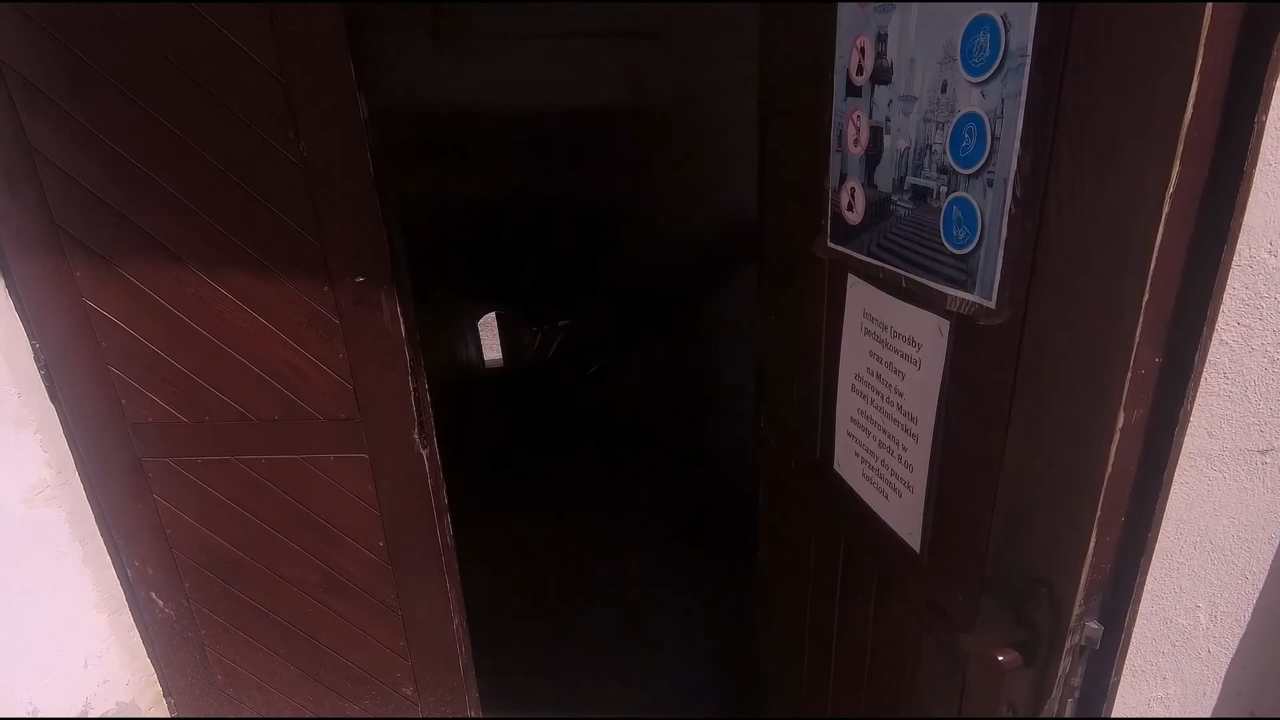 Intencje (prośby
i podziękowania)
oraz ofiary
na Mszę św.
zbiorową do Matki
Bożej Kazimierskiej
celebrowaną w
soboty o godz. 8.00
wrzucamy do puszki
w przedsionku
kościoła.